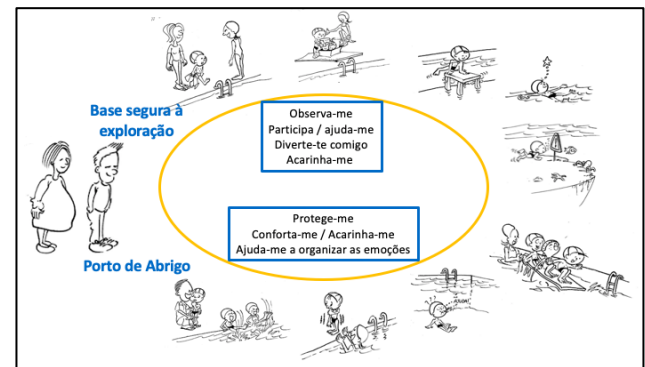 Base segura à
exploração
Observa-me
Participa / ajuda-me
Diverte-te comigo
Acarinha-me
Protege-me
Conforta-me / Acarinha-me
Ajuda-me a organizar as emoções
Porto de Abrigo